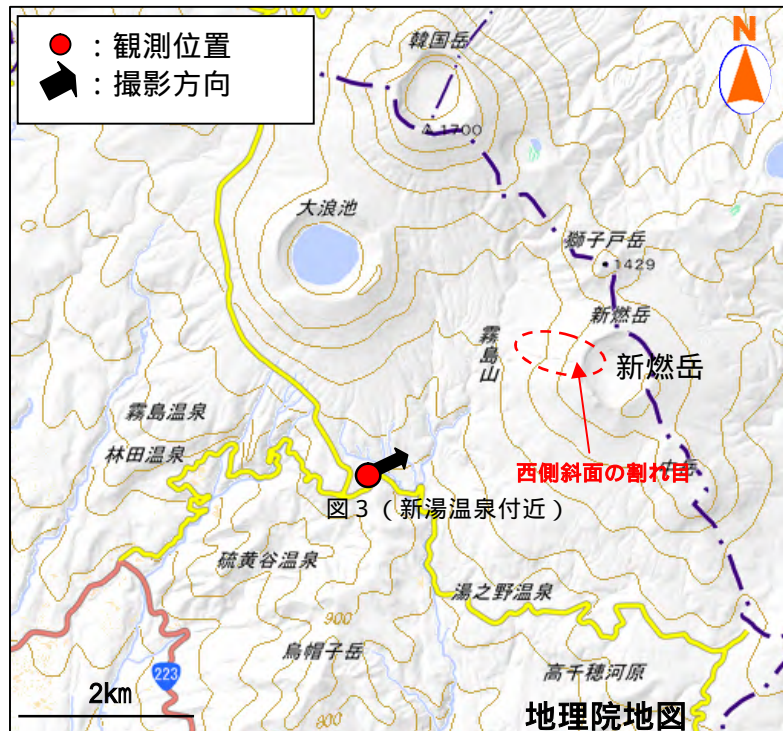 ：観測位置
：撮影方向
N
韓国岳
1700
大浪池
獅子戸岳
1429
新燃岳
霧島山
新燃岳
霧島温泉
林田温泉
西側斜面の割れ目
中岳
図３（新湯温泉付近）
硫黄谷温泉
湯之野温泉
900
烏帽子岳
223
高千穂河原
2km
900
地理院地図